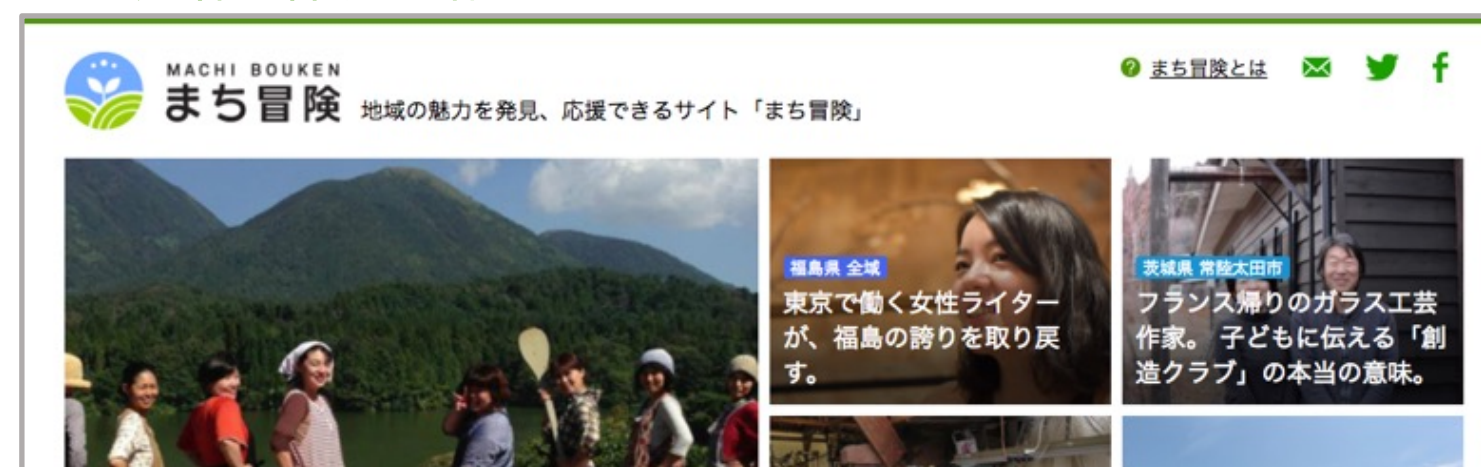 MACHI BOUKEN
まち冒険
地域の魅力を発見、応援できるサイト「まち冒険」
まち冒険とは
福島県 全域
東京で働く女性ライター
が、福島の誇りを取り戻
す。
茨城県 常陸太田市
フランス帰りのガラス工芸
作家。 子どもに伝える「創
造クラブ」の本当の意味。